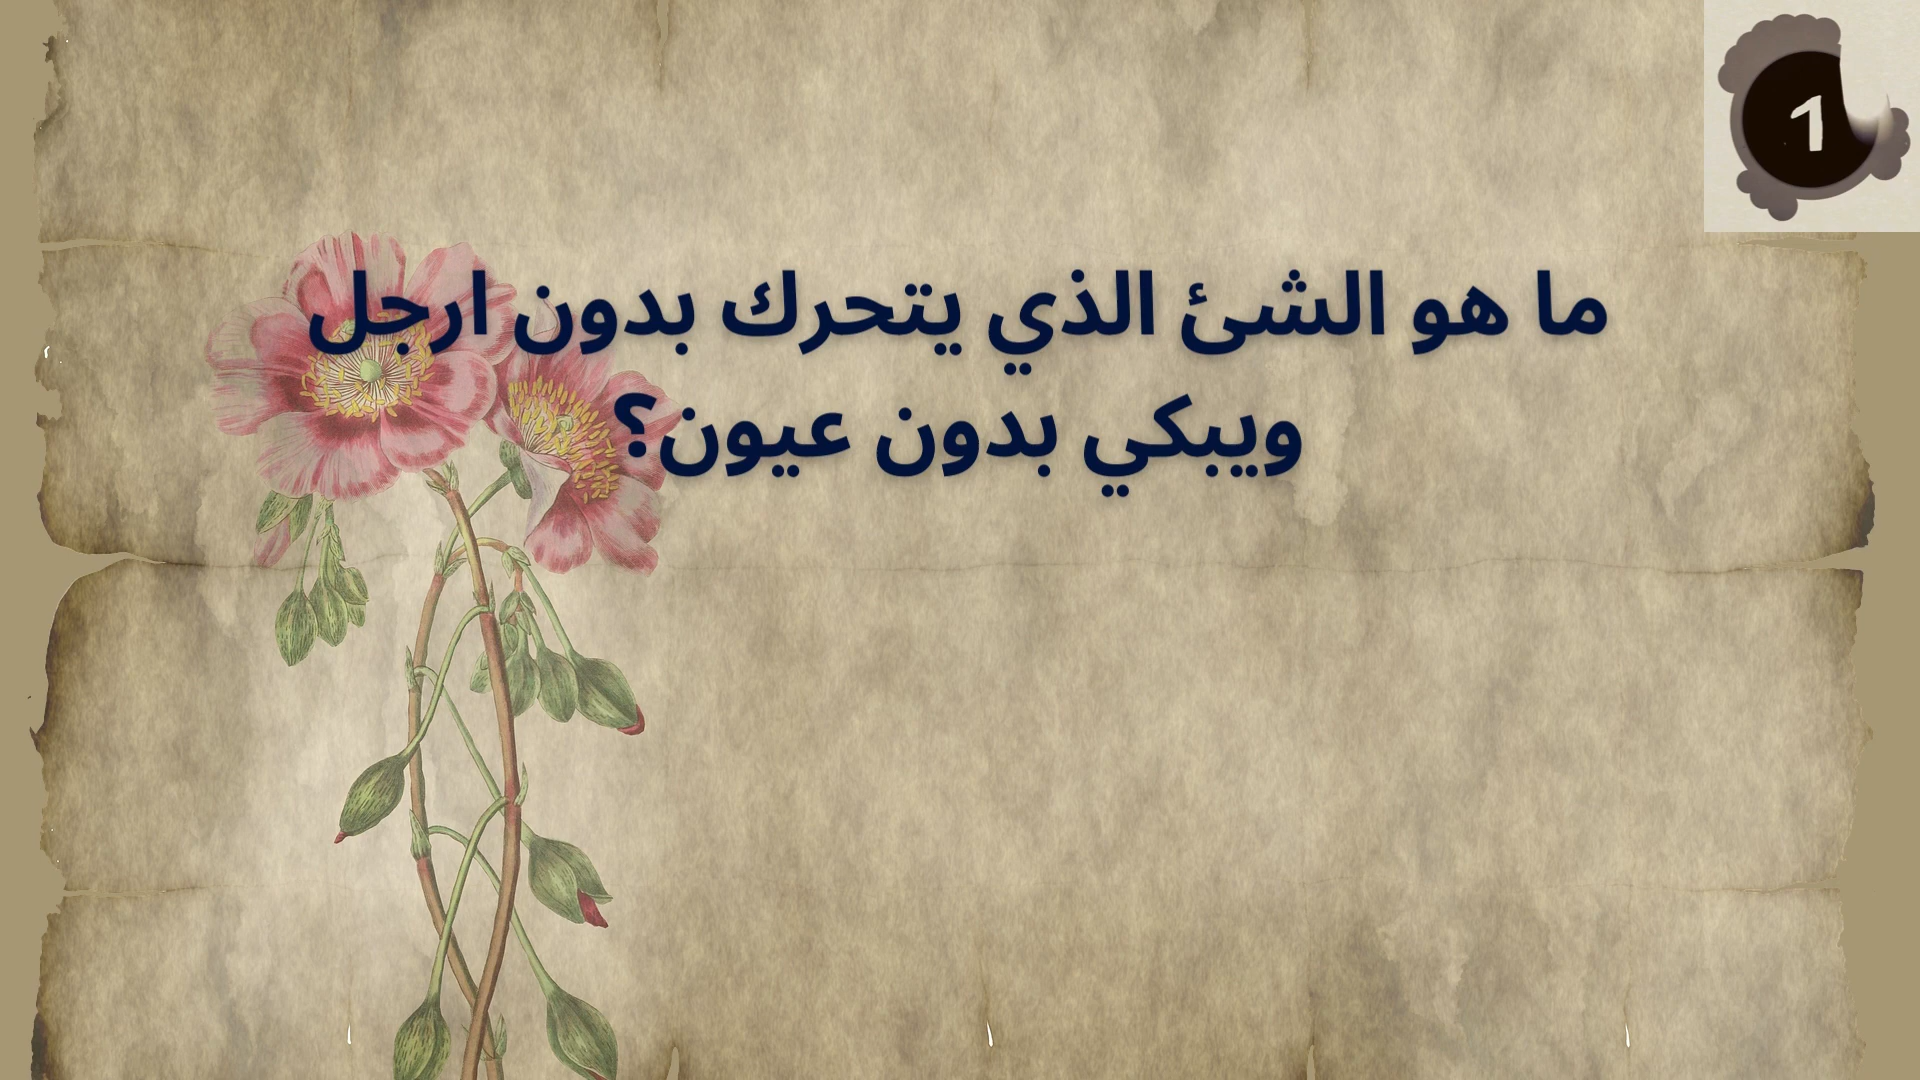 1
ما هو الشئ الذي يتحرك بدون ارجل
ويبكي بدون عيون؟